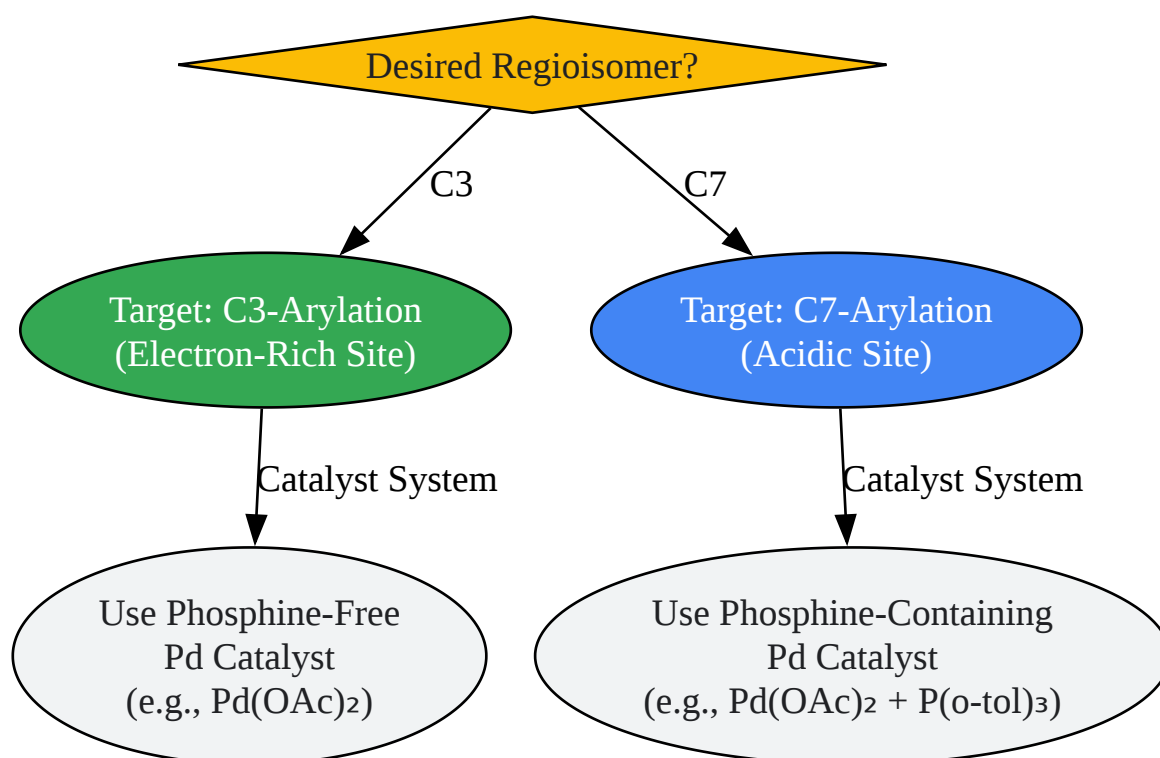 Desired Regioisomer?
C3
C7
Target: C3-Arylation
(Electron-Rich Site)
Target: C7-Arylation
(Acidic Site)
Catalyst System
Catalyst System
Use Phosphine-Free
Pd Catalyst
(e.g., Pd(OAc)₂)
Use Phosphine-Containing
Pd Catalyst
(e.g., Pd(OAc)₂ + P(o-tol)₃)